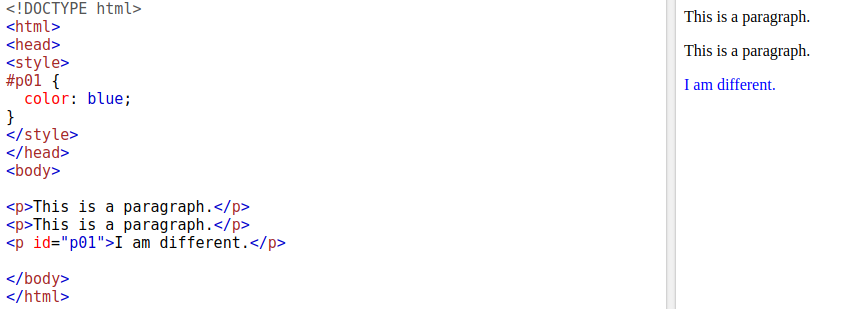 <!DOCTYPE html>
<html>
<head>
<style>
#p01 {
  color: blue;
}
</style>
</head>
<body>

<p>This is a paragraph.</p>
<p>This is a paragraph.</p>
<p id="p01">I am different.</p>

</body>
</html>
This is a paragraph.
This is a paragraph.
I am different.